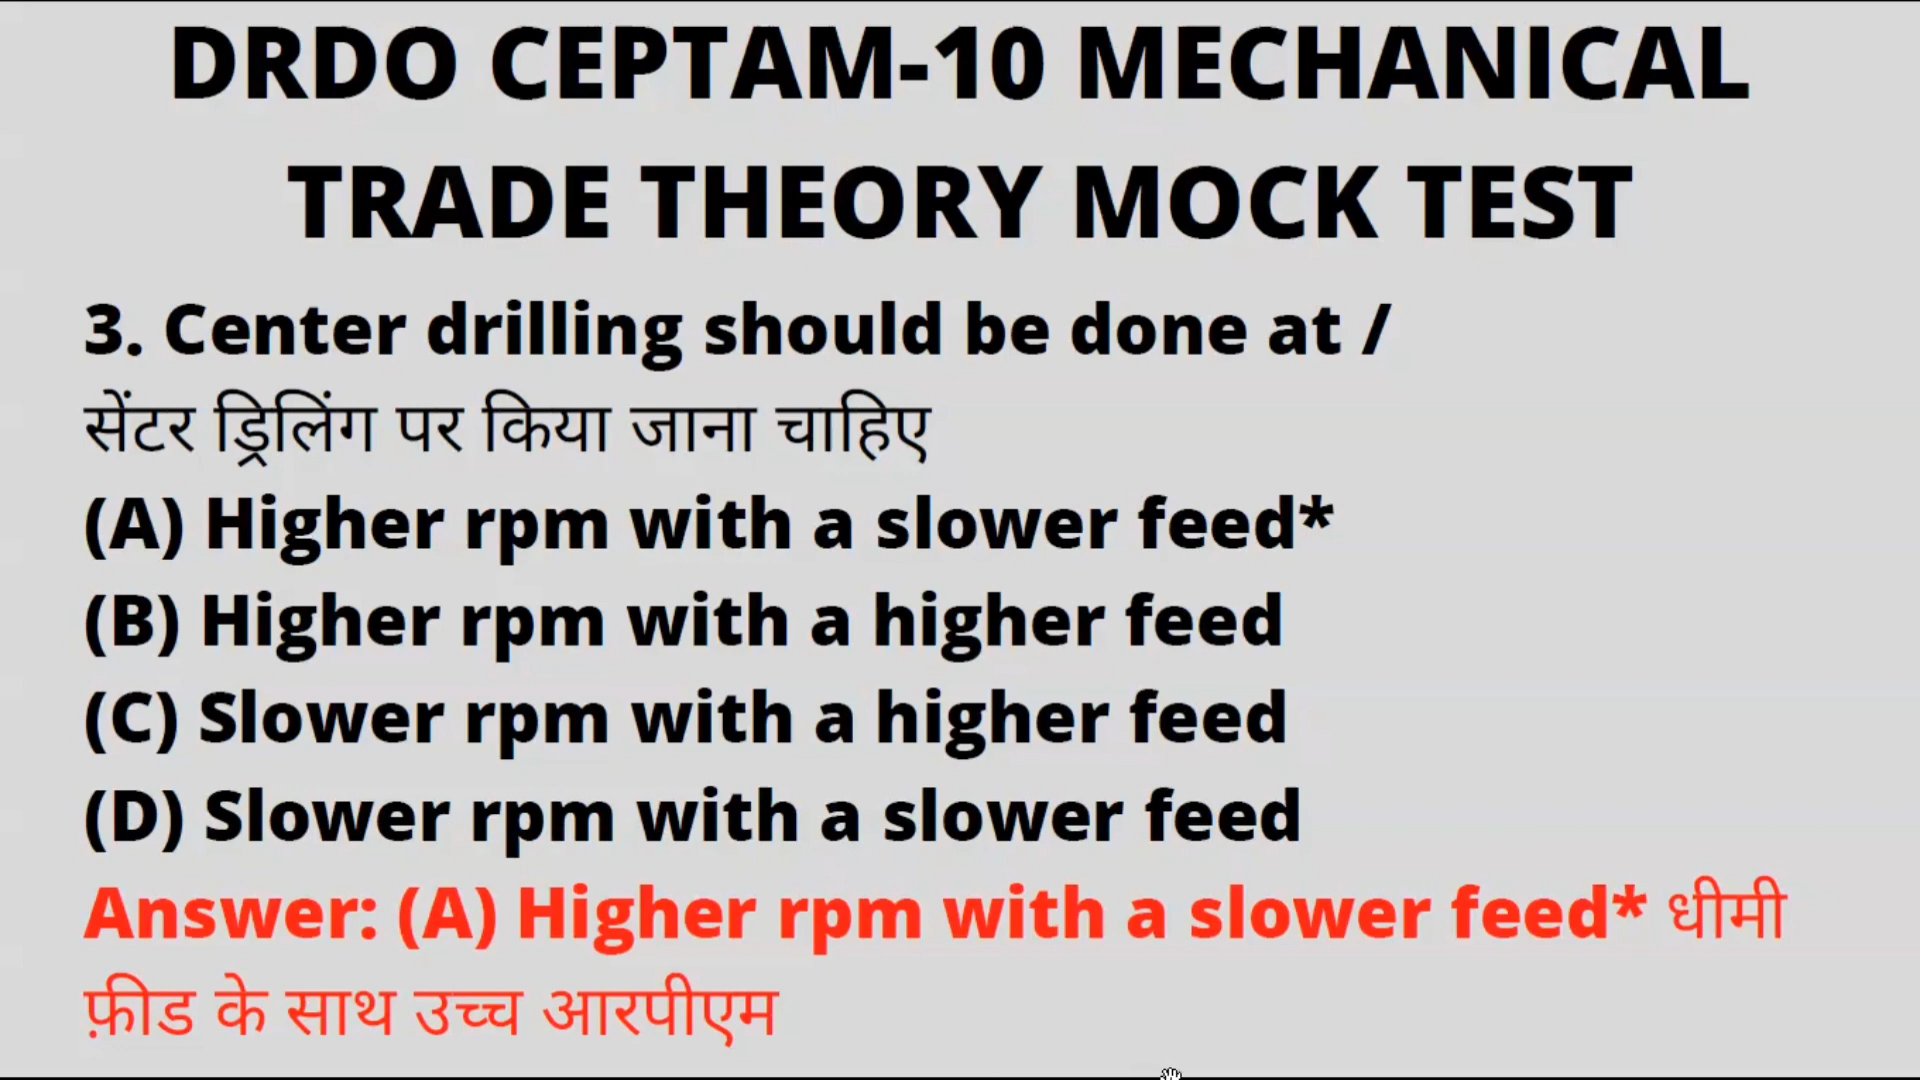 DRDO CEPTAM-10 MECHANICAL
TRADE THEORY MOCK TEST
3. Center drilling should be done at /
सेंटर ड्रिलिंग पर किया जाना चाहिए
(A) Higher rpm with a slower feed*
(B) Higher rpm with a higher feed
(C) Slower rpm with a higher feed
(D) Slower rpm with a slower feed
Answer: (A) Higher rpm with a slower feed* धीमी
फ़ीड के साथ उच्च आरपीएम